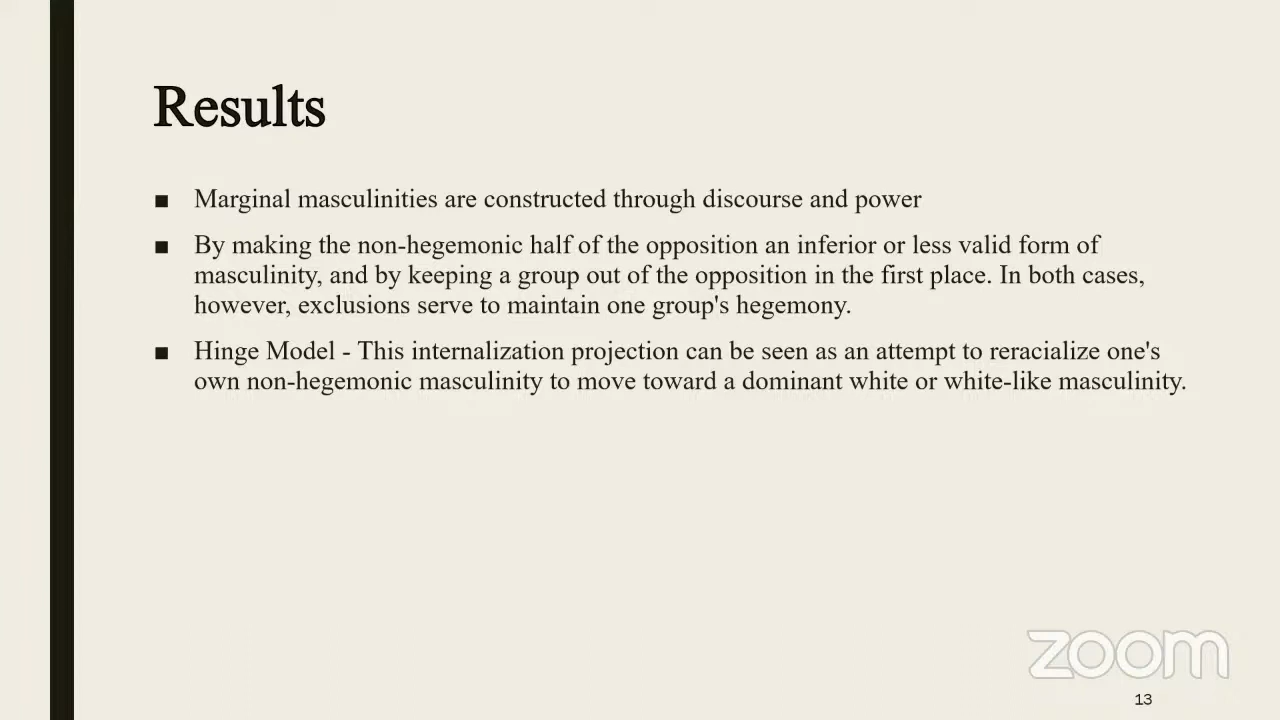 Results
■ Marginal masculinities are constructed through discourse and power
■ By making the non-hegemonic half of the opposition an inferior or less valid form of
masculinity, and by keeping a group out of the opposition in the first place. In both cases,
however, exclusions serve to maintain one group's hegemony.
■ Hinge Model - This internalization projection can be seen as an attempt to reracialize one's
own non-hegemonic masculinity to move toward a dominant white or white-like masculinity.
zoom
13